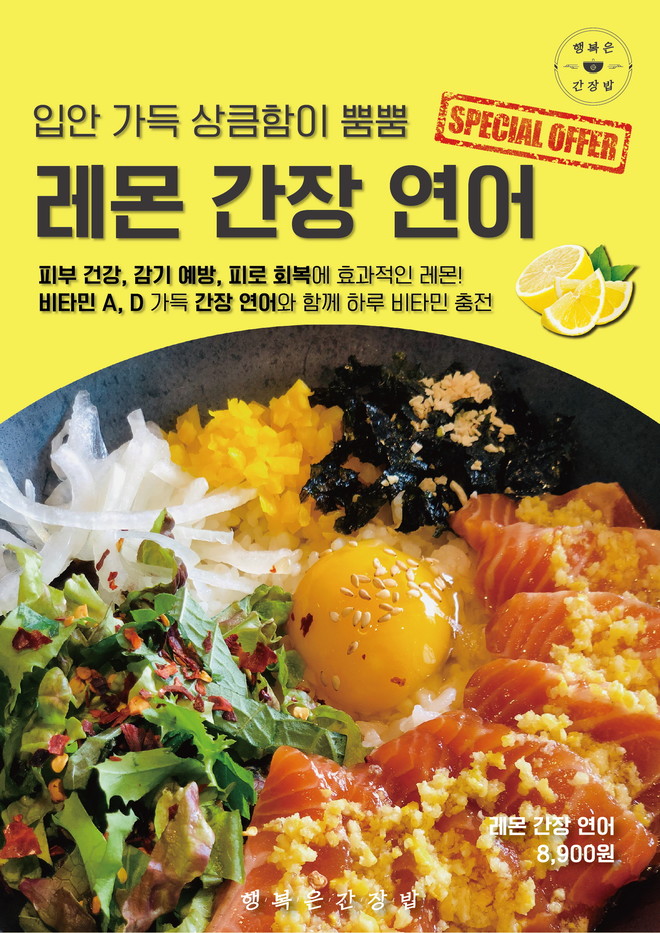 행복은
간장밥
입안 가득 상큼함이 뿜뿜
SPECIAL OFFER
레몬 간장 연어
피부 건강, 감기 예방, 피로 회복에 효과적인 레몬!
비타민 A, D 가득 간장 연어와 함께 하루 비타민 충전
레몬 간장 연어
8,900원
행복은간장밥